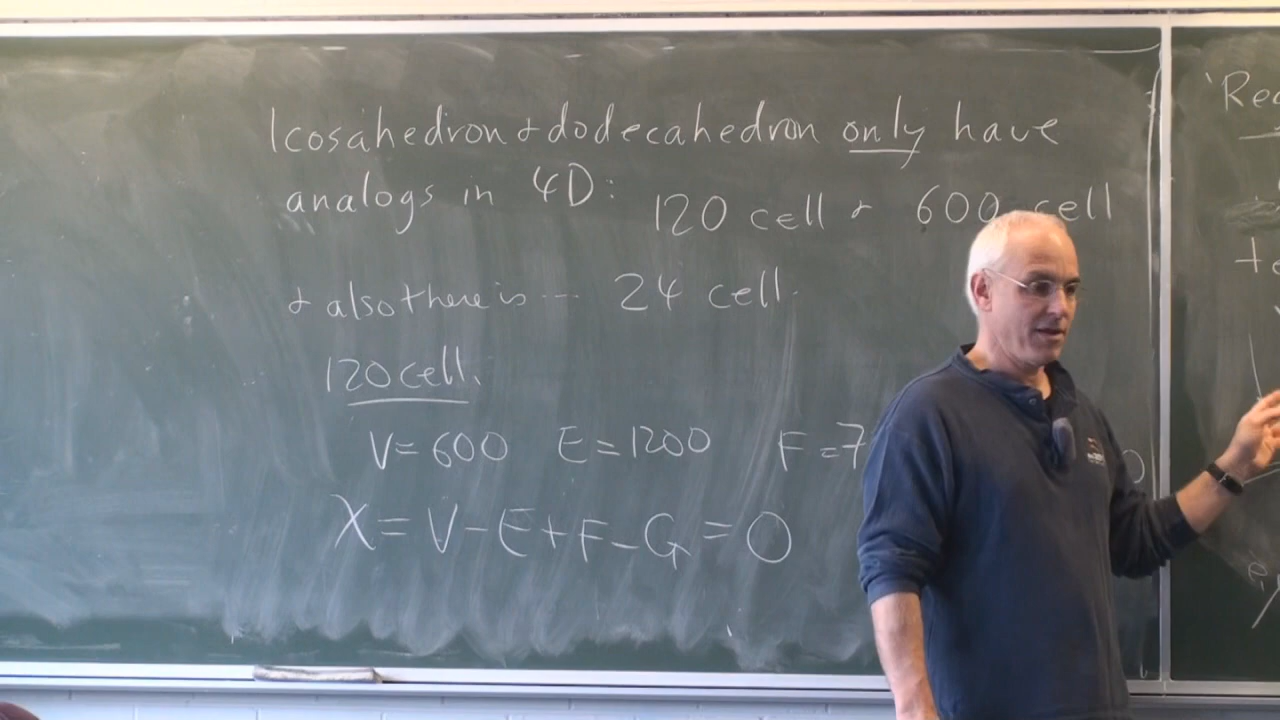 Icosahedron + dodecahedron only have
analogs in 4D: 120 cell + 600 cell
+ also there is ... 24 cell.
120 cell.
V=600 E=1200 F=7
χ=V-E+F-G=0